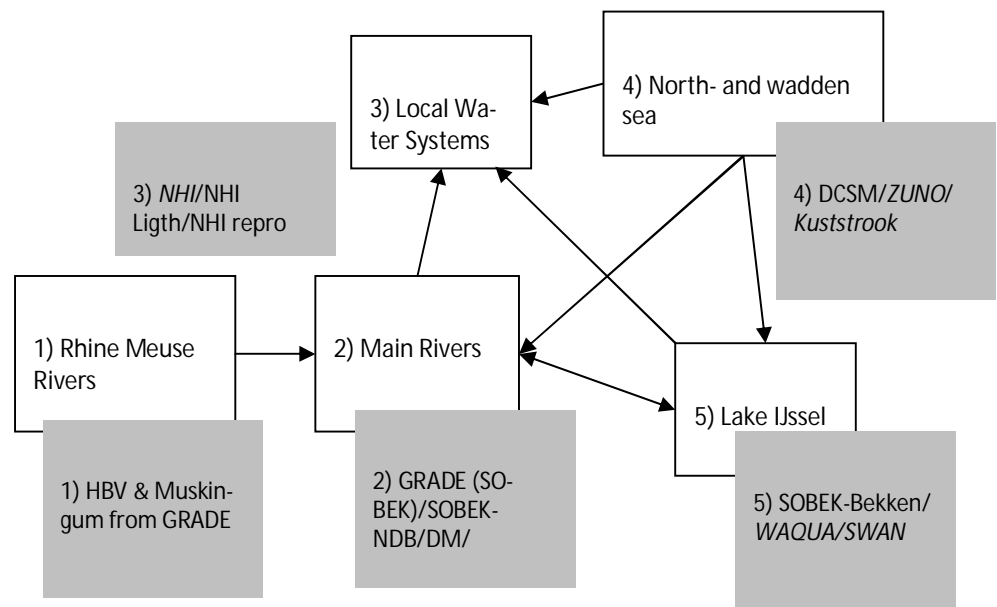 3) Local Wa-
ter Systems
4) North- and wadden
sea
3) NHI/NHI
Ligth/NHI repro
4) DCSM/ZUNO/
Kuststrook
1) Rhine Meuse
Rivers
2) Main Rivers
5) Lake IJssel
1) HBV & Muskin-
gum from GRADE
2) GRADE (SO-
BEK)/SOBEK-
NDB/DM/
5) SOBEK-Bekken/
WAQUA/SWAN